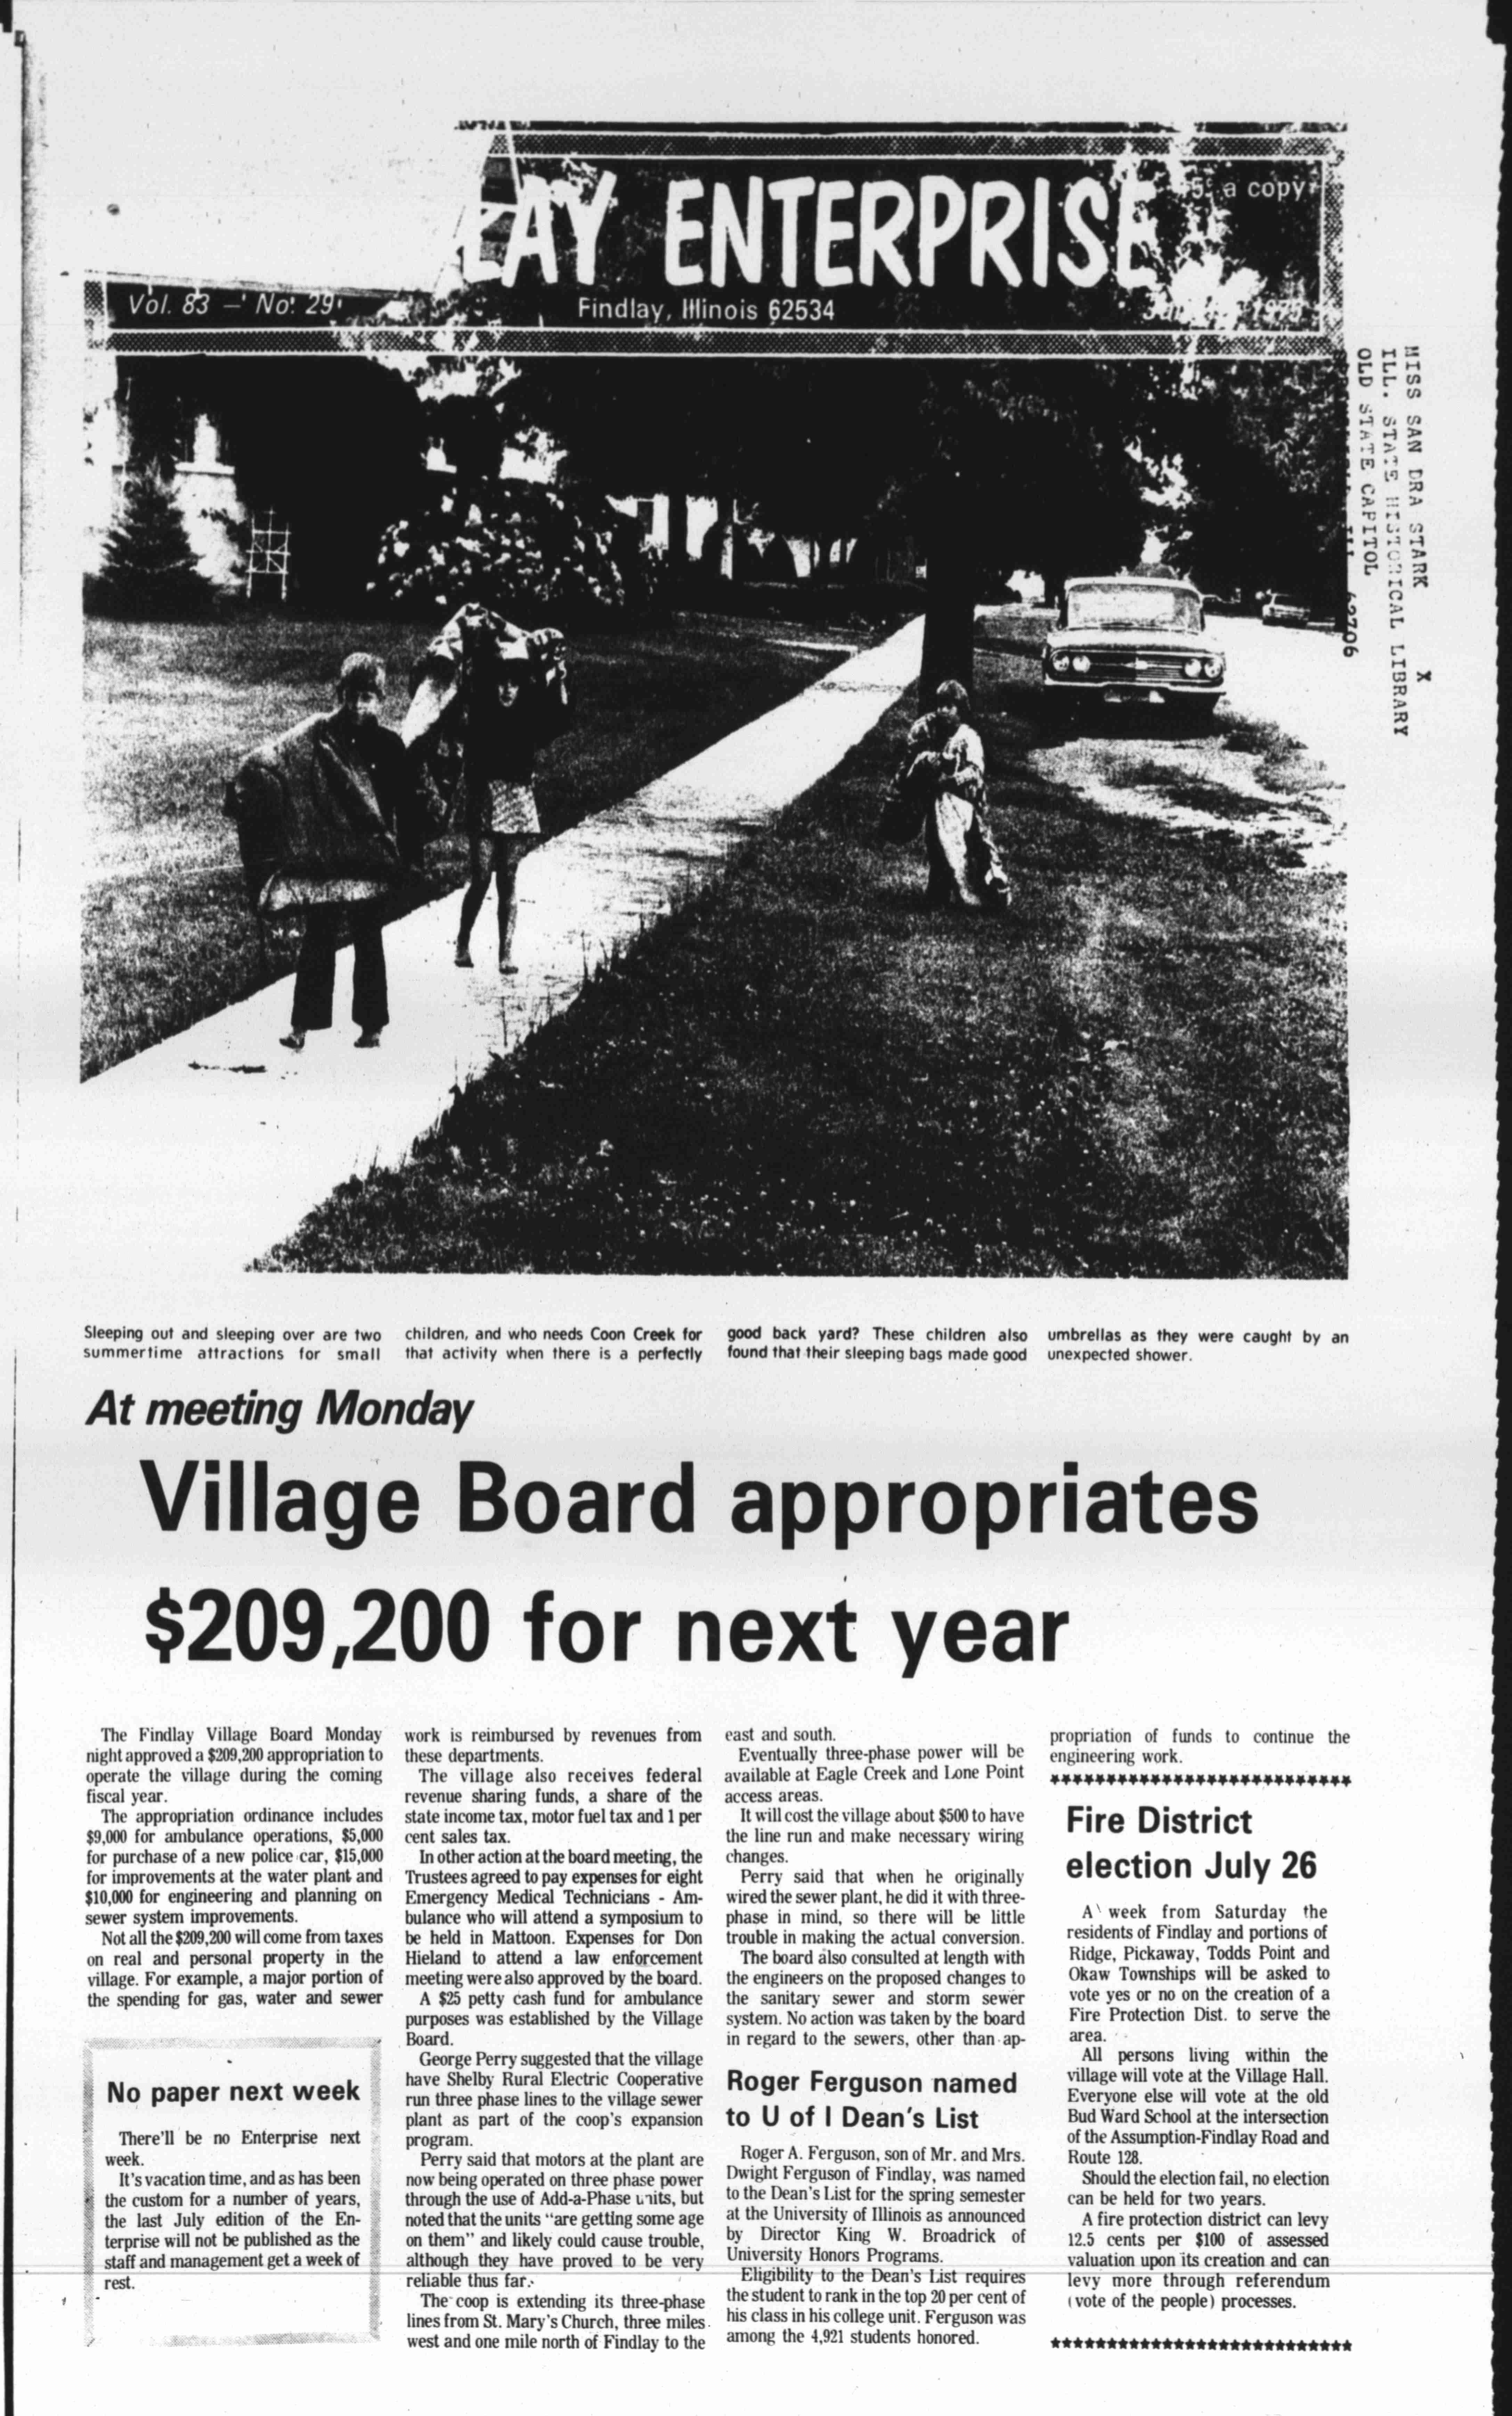 LAY ENTERPRISE
a copy
Vol. 83 - No. 29
Findlay, Illinois 62534
MISS SANDRA STARK X
ILL. STATE HISTORICAL LIBRARY
OLD STATE CAPITOL
62706
Sleeping out and sleeping over are two
summertime attractions for small
children, and who needs Coon Creek for
that activity when there is a perfectly
good back yard? These children also
found that their sleeping bags made good
umbrellas as they were caught by an
unexpected shower.
At meeting Monday
Village Board appropriates
$209,200 for next year
The Findlay Village Board Monday
night approved a $209,200 appropriation to
operate the village during the coming
fiscal year.
The appropriation ordinance includes
$9,000 for ambulance operations, $5,000
for purchase of a new police car, $15,000
for improvements at the water plant and
$10,000 for engineering and planning on
sewer system improvements.
Not all the $209,200 will come from taxes
on real and personal property in the
village. For example, a major portion of
the spending for gas, water and sewer
work is reimbursed by revenues from
these departments.
The village also receives federal
revenue sharing funds, a share of the
state income tax, motor fuel tax and 1 per
cent sales tax.
In other action at the board meeting, the
Trustees agreed to pay expenses for eight
Emergency Medical Technicians - Am-
bulance who will attend a symposium to
be held in Mattoon. Expenses for Don
Hieland to attend a law enforcement
meeting were also approved by the board.
A $25 petty cash fund for ambulance
purposes was established by the Village
Board.
George Perry suggested that the village
have Shelby Rural Electric Cooperative
run three phase lines to the village sewer
plant as part of the coop's expansion
program.
Perry said that motors at the plant are
now being operated on three phase power
through the use of Add-a-Phase units, but
noted that the units "are getting some age
on them" and likely could cause trouble,
although they have proved to be very
reliable thus far.
The coop is extending its three-phase
lines from St. Mary's Church, three miles
west and one mile north of Findlay to the
east and south.
Eventually three-phase power will be
available at Eagle Creek and Lone Point
access areas.
It will cost the village about $500 to have
the line run and make necessary wiring
changes.
Perry said that when he originally
wired the sewer plant, he did it with three-
phase in mind, so there will be little
trouble in making the actual conversion.
The board also consulted at length with
the engineers on the proposed changes to
the sanitary sewer and storm sewer
system. No action was taken by the board
in regard to the sewers, other than ap-
propriation of funds to continue the
engineering work.
No paper next week
There'll be no Enterprise next
week.
It's vacation time, and as has been
the custom for a number of years,
the last July edition of the En-
terprise will not be published as the
staff and management get a week of
rest.
Roger Ferguson named
to U of I Dean's List
Roger A. Ferguson, son of Mr. and Mrs.
Dwight Ferguson of Findlay, was named
to the Dean's List for the spring semester
at the University of Illinois as announced
by Director King W. Broadrick of
University Honors Programs.
Eligibility to the Dean's List requires
the student to rank in the top 20 per cent of
his class in his college unit. Ferguson was
among the 4,921 students honored.
**************************
Fire District
election July 26
A week from Saturday the
residents of Findlay and portions of
Ridge, Pickaway, Todds Point and
Okaw Townships will be asked to
vote yes or no on the creation of a
Fire Protection Dist. to serve the
area.
All persons living within the
village will vote at the Village Hall.
Everyone else will vote at the old
Bud Ward School at the intersection
of the Assumption-Findlay Road and
Route 128.
Should the election fail, no election
can be held for two years.
A fire protection district can levy
12.5 cents per $100 of assessed
valuation upon its creation and can
levy more through referendum
(vote of the people) processes.
**************************